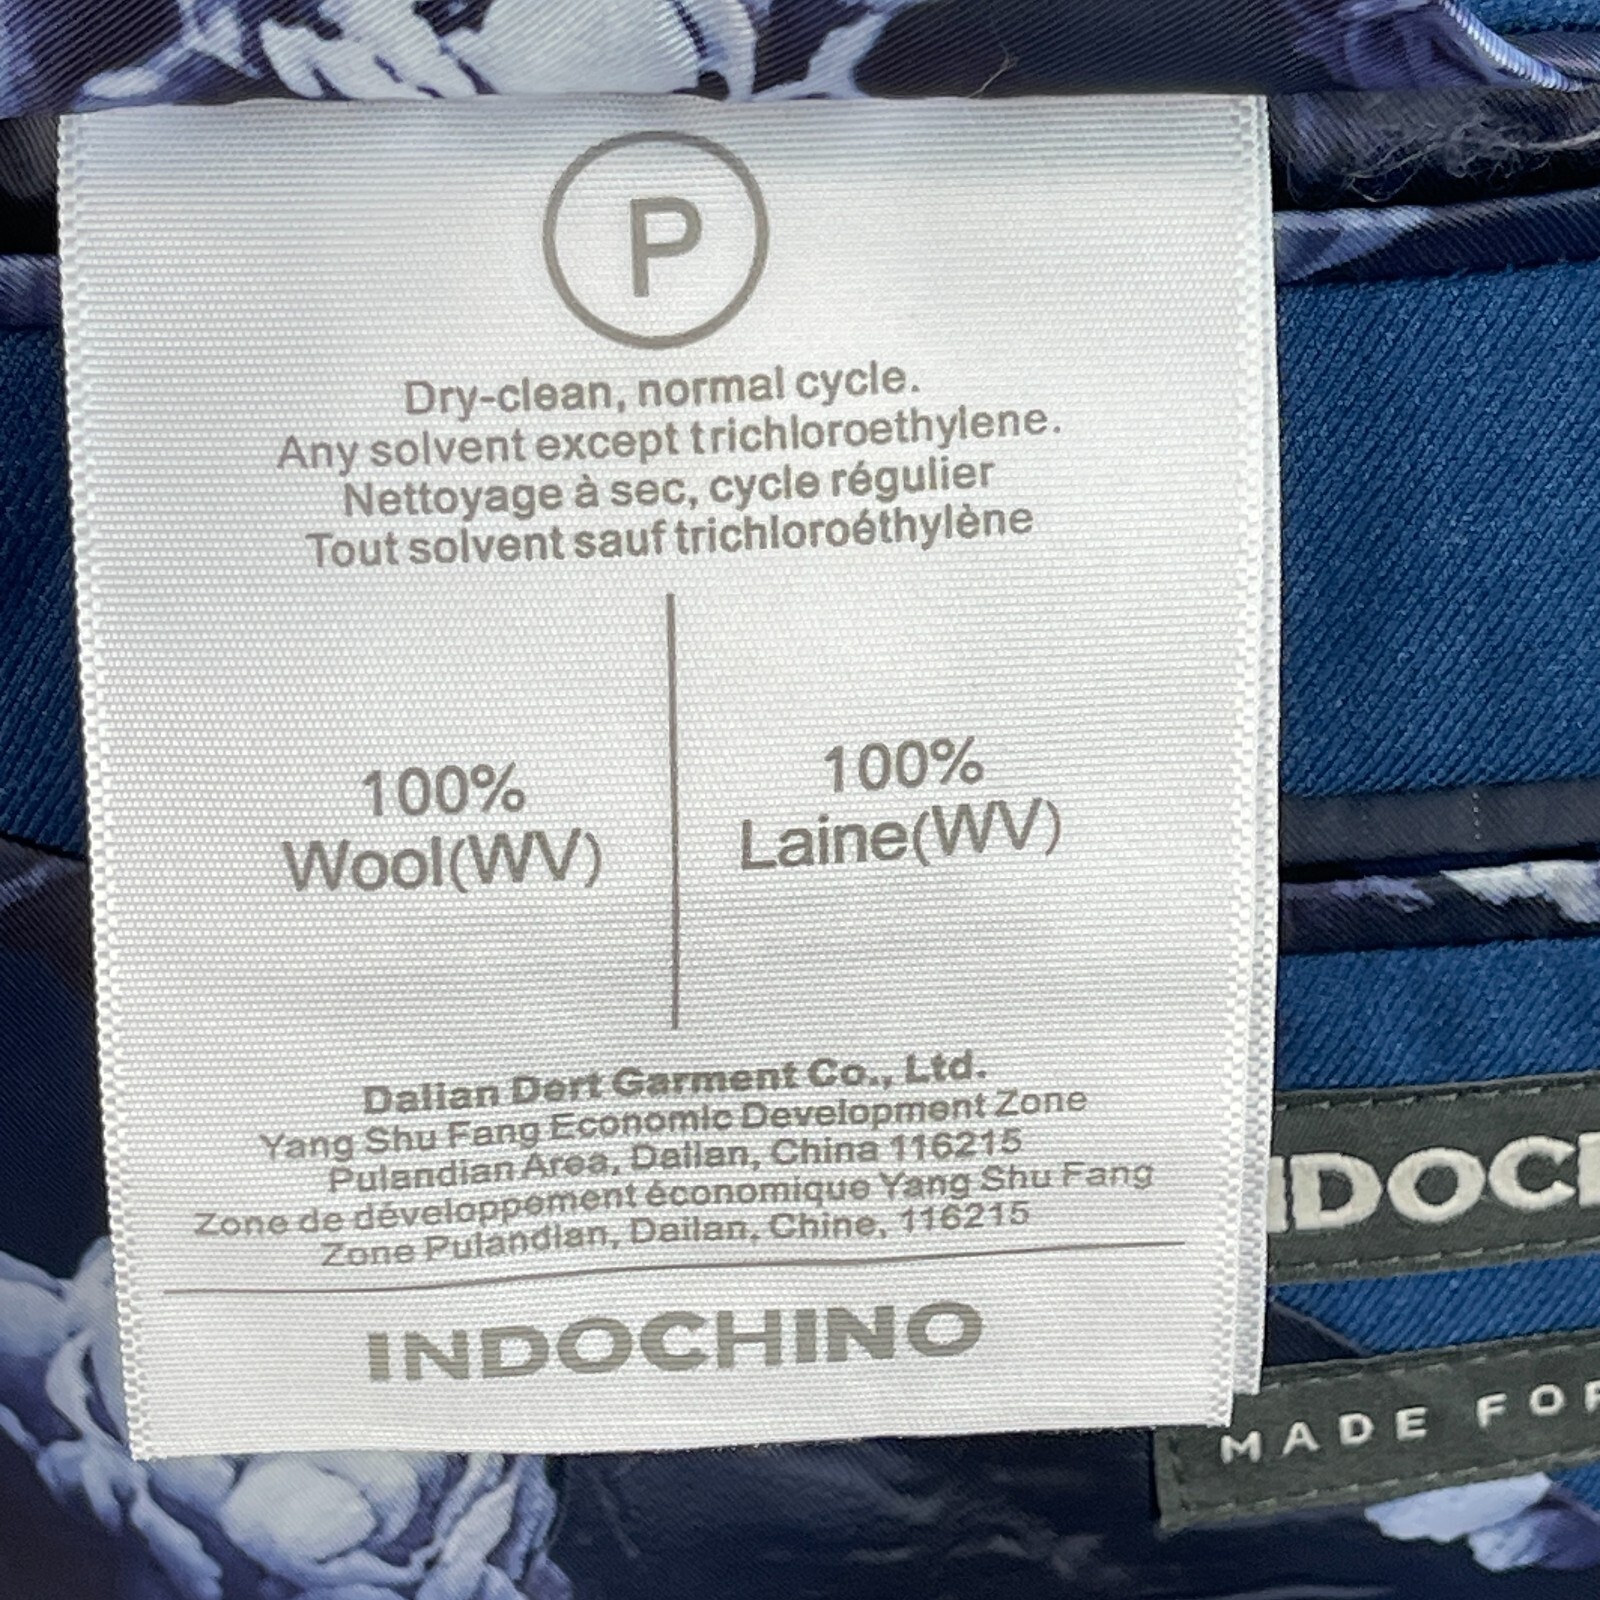 P
Dry-clean, normal cycle.
Any solvent except trichloroethylene.
Nettoyage à sec, cycle régulier
Tout solvent sauf trichloroéthylène
100%
Wool(WV)
100%
Laine(WV)
Dalian Dert Garment Co., Ltd.
Yang Shu Fang Economic Development Zone
Pulandian Area, Dalian, China 116215
Zone de développement économique Yang Shu Fang
Zone Pulandian, Dailan, Chine, 116215
INDOCHINO
NDOCH
MADE FOR